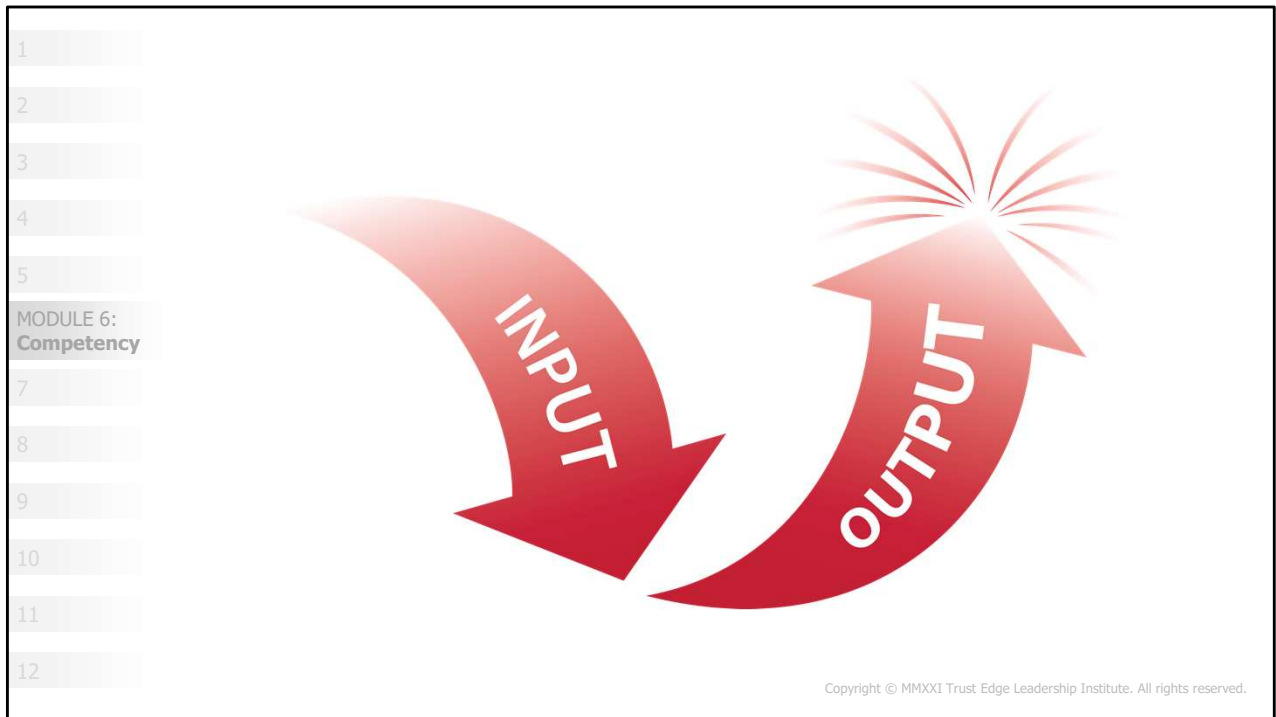 1
2
3
4
5
MODULE 6:
Competency
7
8
9
10
11
12
INPUT
OUTPUT
Copyright © MMXXI Trust Edge Leadership Institute. All rights reserved.